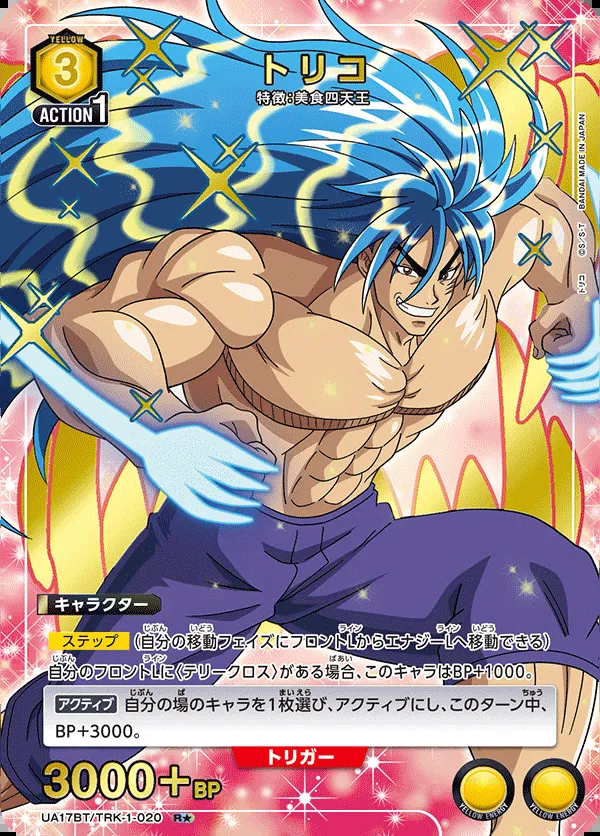 YELLOW
3
ACTION 1
トリコ
特徴:美食四天王
トリコ ©S/S・T BANDAI MADE IN JAPAN
キャラクター
ステップ (自分の移動フェイズにフロントLからエナジーLへ移動できる)
自分のフロントLに〈テリークロス〉がある場合、このキャラはBP+1000。
アクティブ 自分の場のキャラを1枚選び、アクティブにし、このターン中、
BP+3000。
トリガー
3000+BP
YELLOW ENERGY
YELLOW ENERGY
UA17BT/TRK-1-020 R★